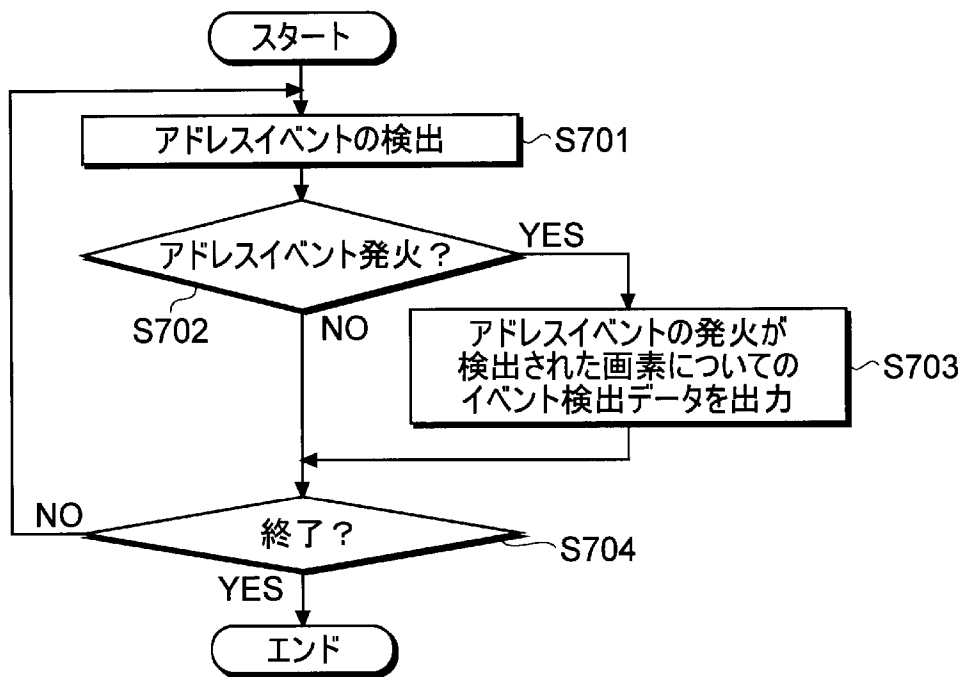 スタート
アドレスイベントの検出
S701
アドレスイベント発火？
YES
S702
NO
アドレスイベントの発火が
検出された画素についての
イベント検出データを出力
S703
NO
終了？
S704
YES
エンド